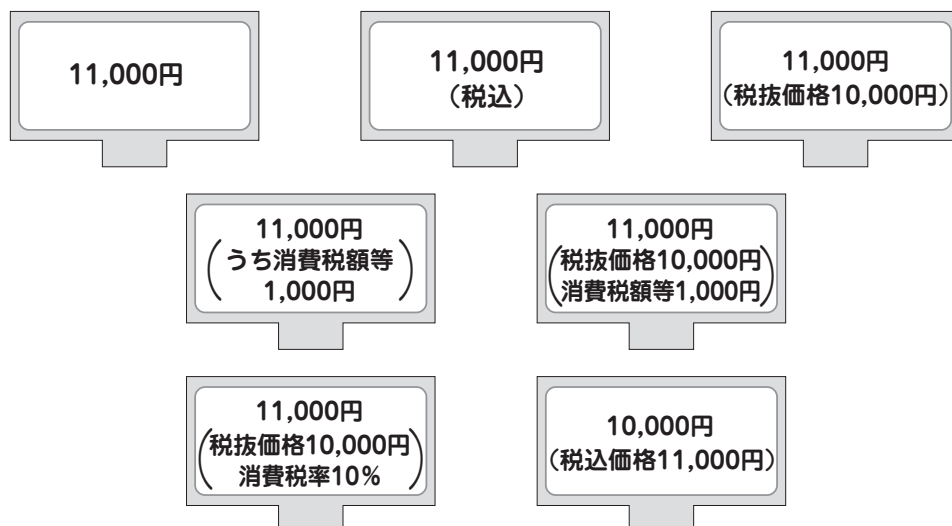 11,000円
11,000円
（税込）
11,000円
（税抜価格10,000円）
11,000円
（うち消費税額等
1,000円）
11,000円
（税抜価格10,000円
消費税額等1,000円）
11,000円
（税抜価格10,000円
消費税率10％）
10,000円
（税込価格11,000円）